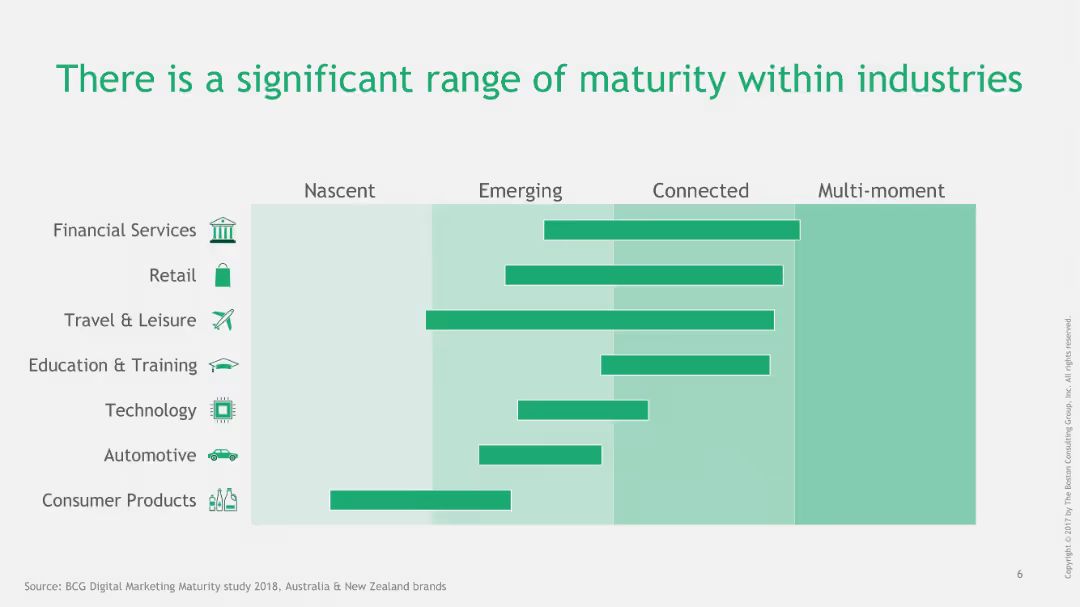 There is a significant range of maturity within industries
Nascent
Emerging
Connected
Multi-moment
Financial Services
Retail
Travel & Leisure
Education & Training
Technology
Automotive
Consumer Products
Source: BCG Digital Marketing Maturity study 2018, Australia & New Zealand brands
6
Copyright © 2017 by The Boston Consulting Group, Inc. All rights reserved.